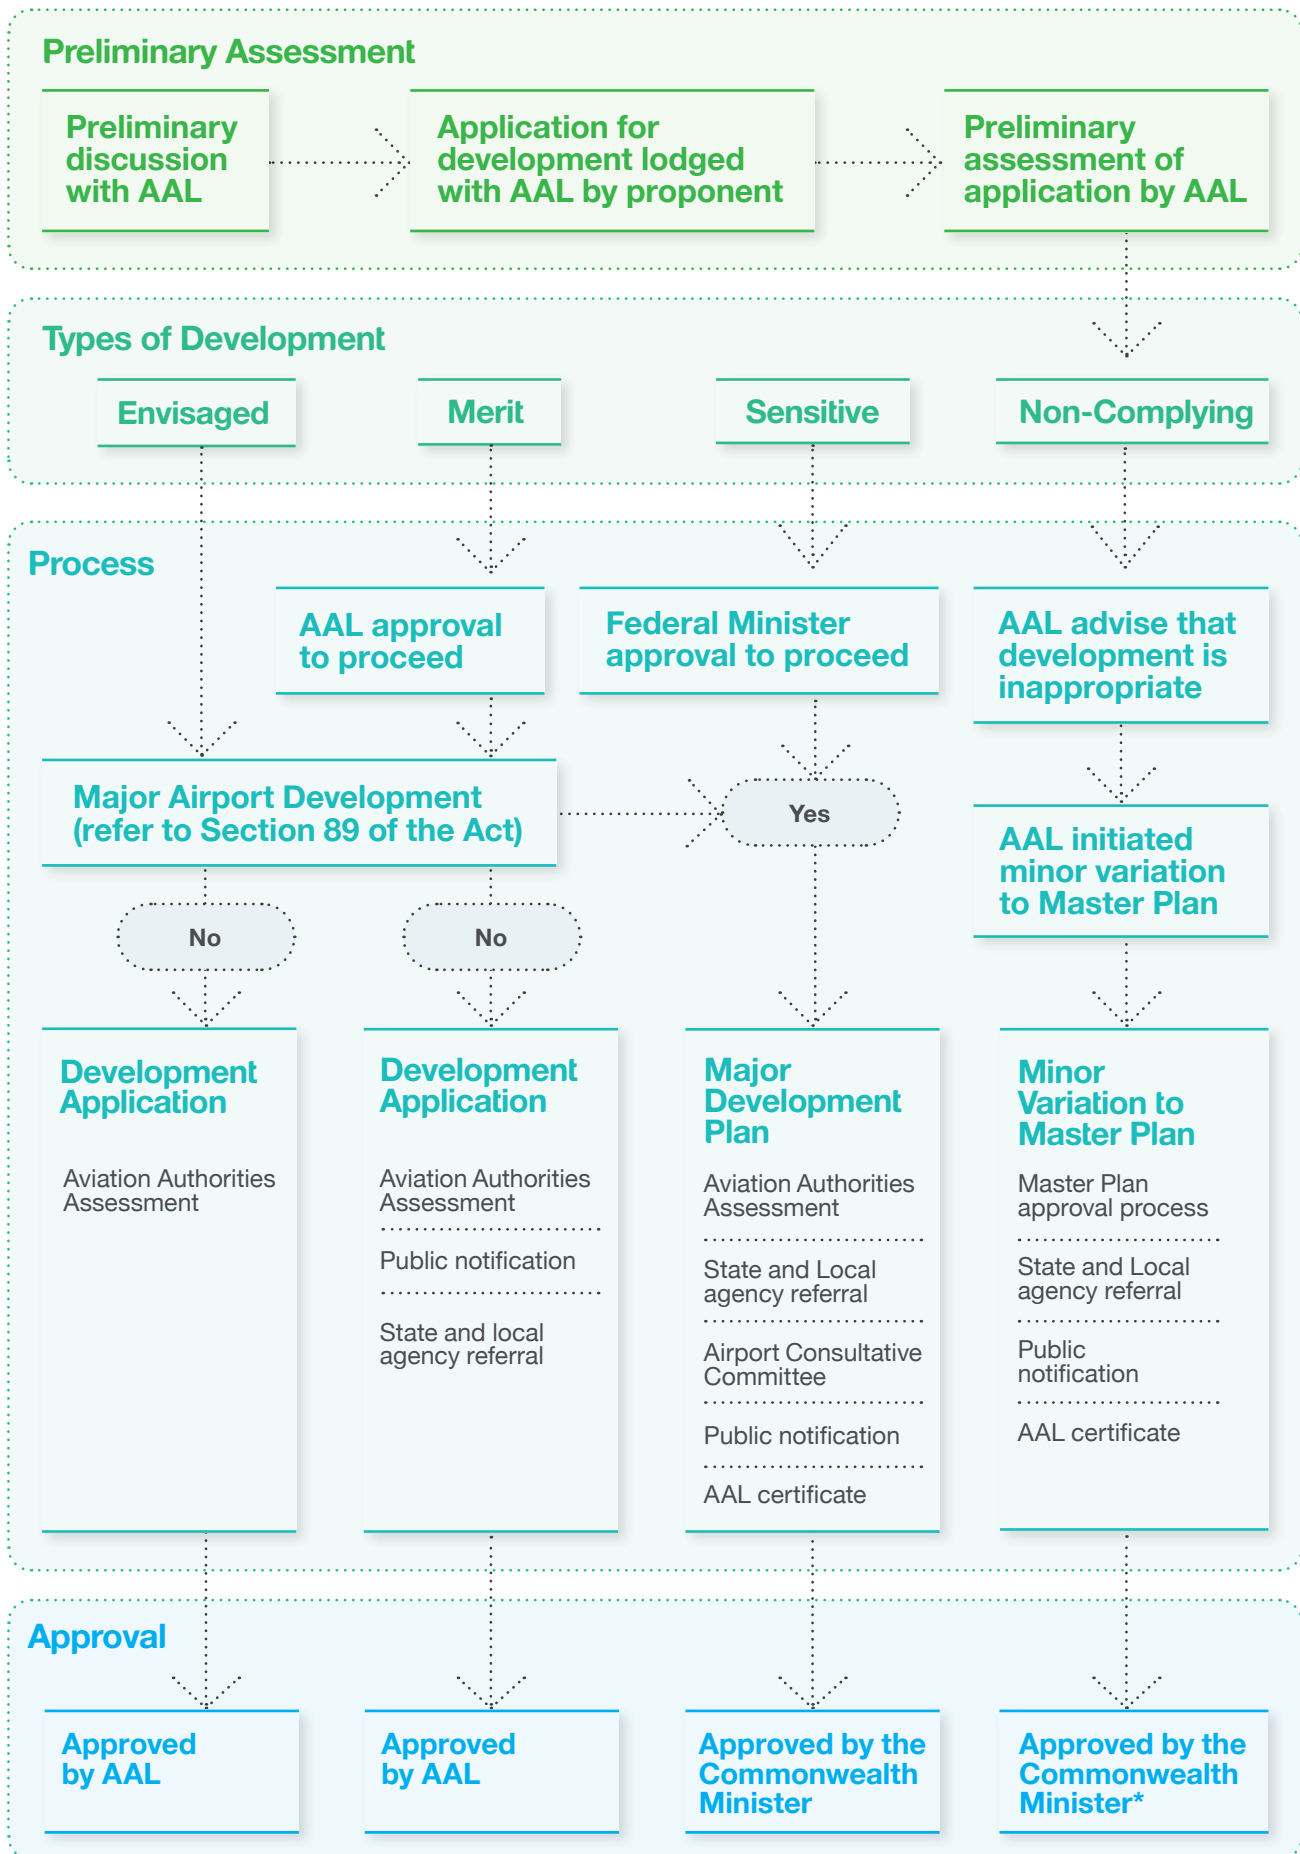 Preliminary Assessment
Preliminary
discussion
with AAL
Application for
development lodged
with AAL by proponent
Preliminary
assessment of
application by AAL
Types of Development
Envisaged
Merit
Sensitive
Non-Complying
Process
AAL approval
to proceed
Federal Minister
approval to proceed
AAL advise that
development is
inappropriate
Major Airport Development
(refer to Section 89 of the Act)
Yes
AAL initiated
minor variation
to Master Plan
No
No
Development
Application
Aviation Authorities
Assessment
Development
Application
Aviation Authorities
Assessment
Public notification
State and local
agency referral
Major
Development
Plan
Aviation Authorities
Assessment
State and Local
agency referral
Airport Consultative
Committee
Public notification
AAL certificate
Minor
Variation to
Master Plan
Master Plan
approval process
State and Local
agency referral
Public
notification
AAL certificate
Approval
Approved
by AAL
Approved
by AAL
Approved by the
Commonwealth
Minister
Approved by the
Commonwealth
Minister*